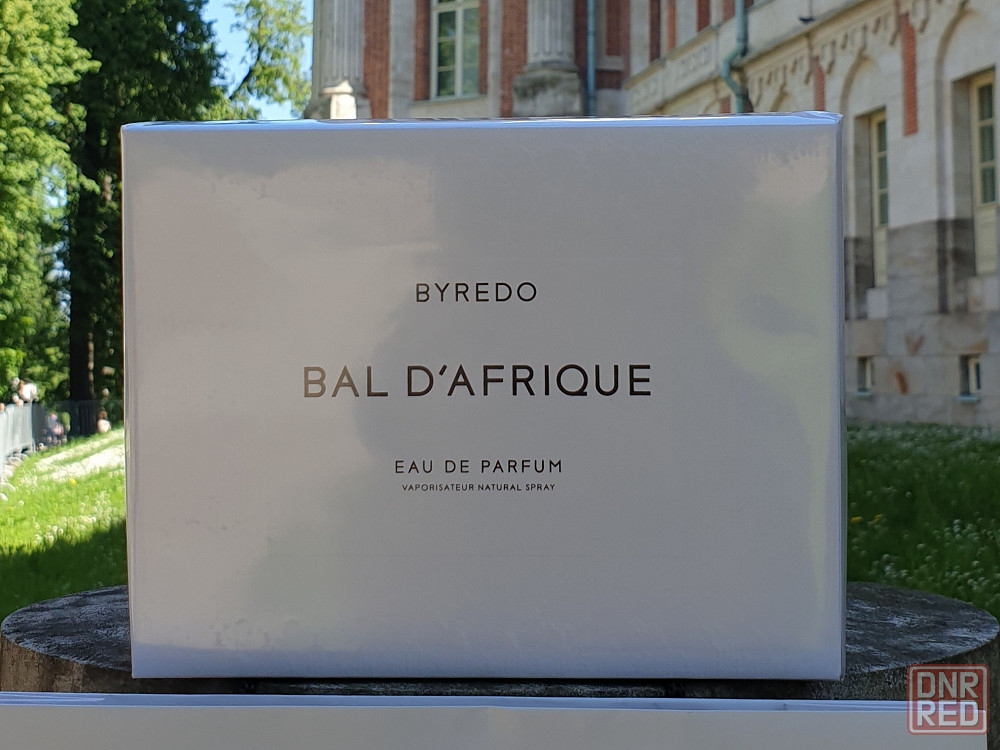 BYREDO
BAL D'AFRIQUE
EAU DE PARFUM
VAPORISATEUR NATURAL SPRAY
DNR
RED